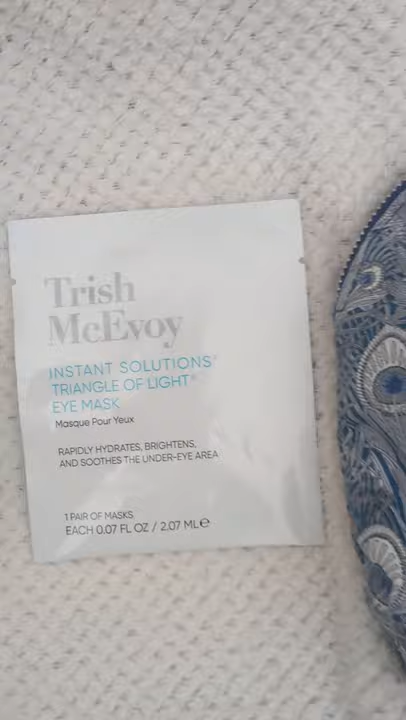 Trish
McEvoy
INSTANT SOLUTIONS®
TRIANGLE OF LIGHT®
EYE MASK
Masque Pour Yeux
RAPIDLY HYDRATES, BRIGHTENS,
AND SOOTHES THE UNDER-EYE AREA
1 PAIR OF MASKS
EACH 0.07 FL OZ / 2.07 ML℮